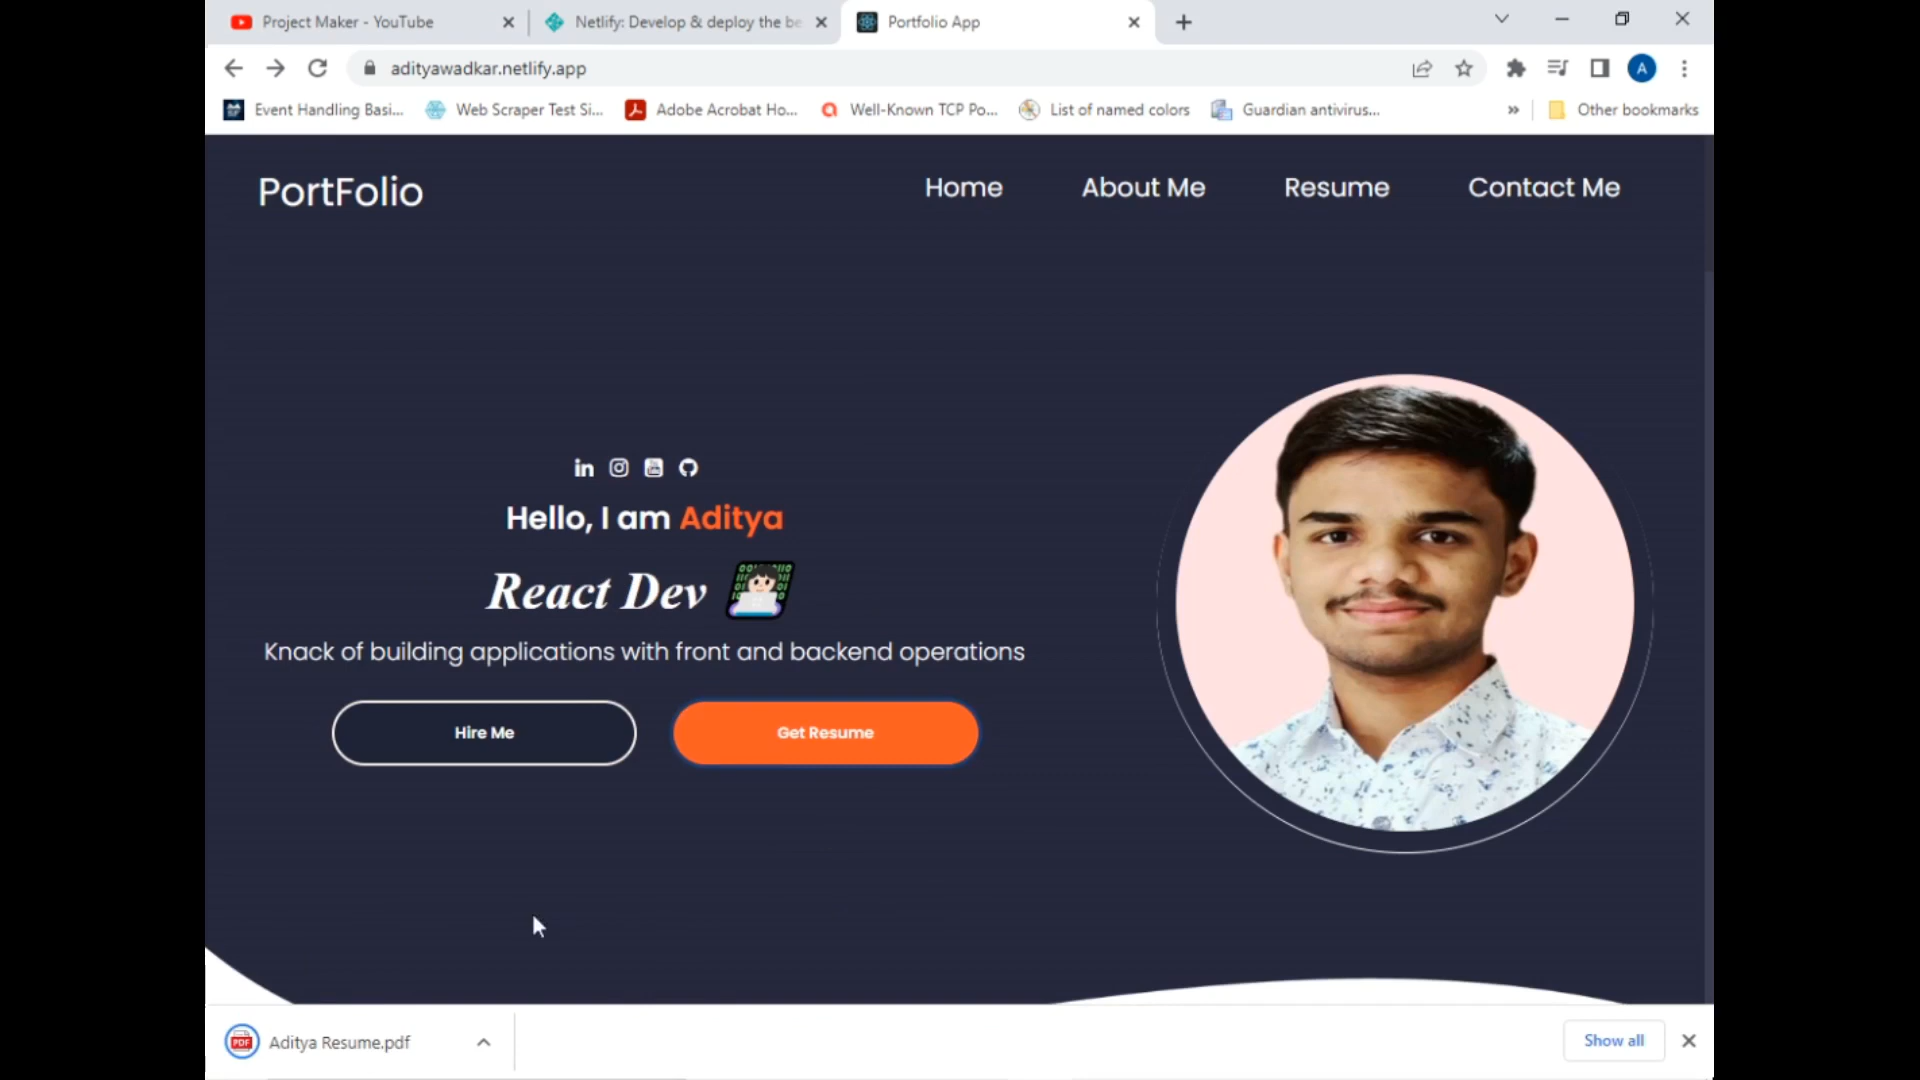 Project Maker - YouTube
Netlify: Develop & deploy the be
Portfolio App
adityawadkar.netlify.app
A
Event Handling Basi...
Web Scraper Test Si...
Adobe Acrobat Ho...
Well-Known TCP Po...
List of named colors
Guardian antivirus...
»
Other bookmarks
PortFolio
Home
About Me
Resume
Contact Me
in
Hello, I am Aditya
React Dev
Knack of building applications with front and backend operations
Hire Me
Get Resume
PDF
Aditya Resume.pdf
Show all